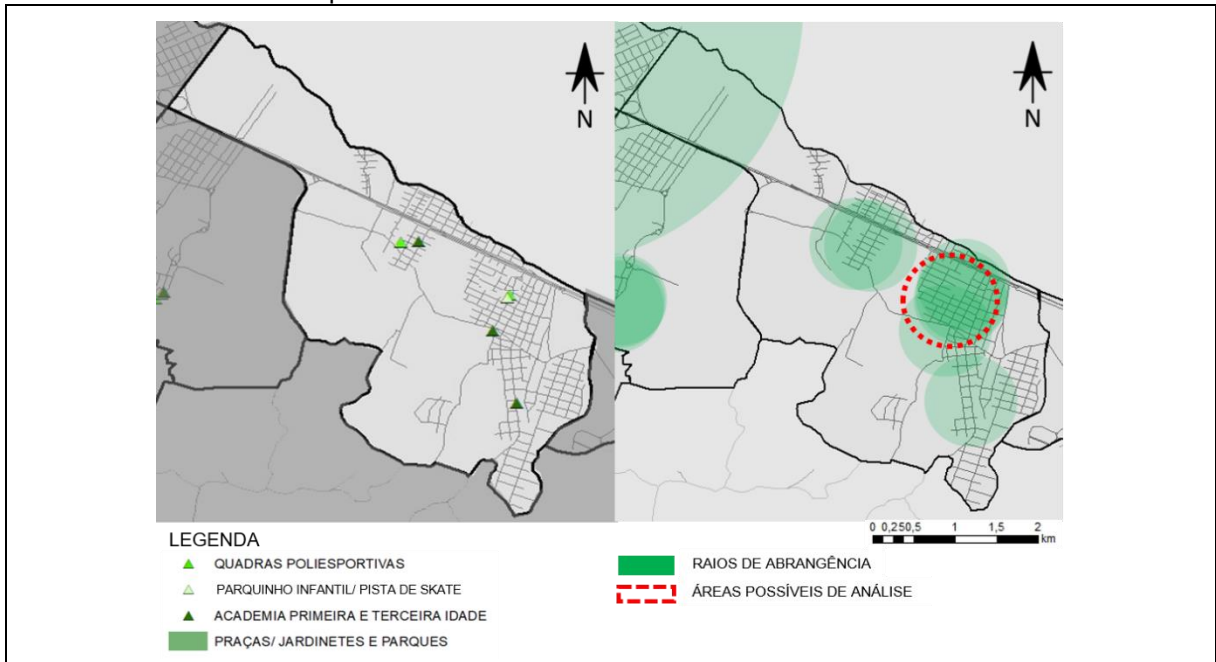 N
N
0 0,250,5 1 1,5 2
km
LEGENDA
QUADRAS POLIESPORTIVAS
PARQUINHO INFANTIL/ PISTA DE SKATE
ACADEMIA PRIMEIRA E TERCEIRA IDADE
PRAÇAS/ JARDINETES E PARQUES
RAIOS DE ABRANGÊNCIA
ÁREAS POSSÍVEIS DE ANÁLISE